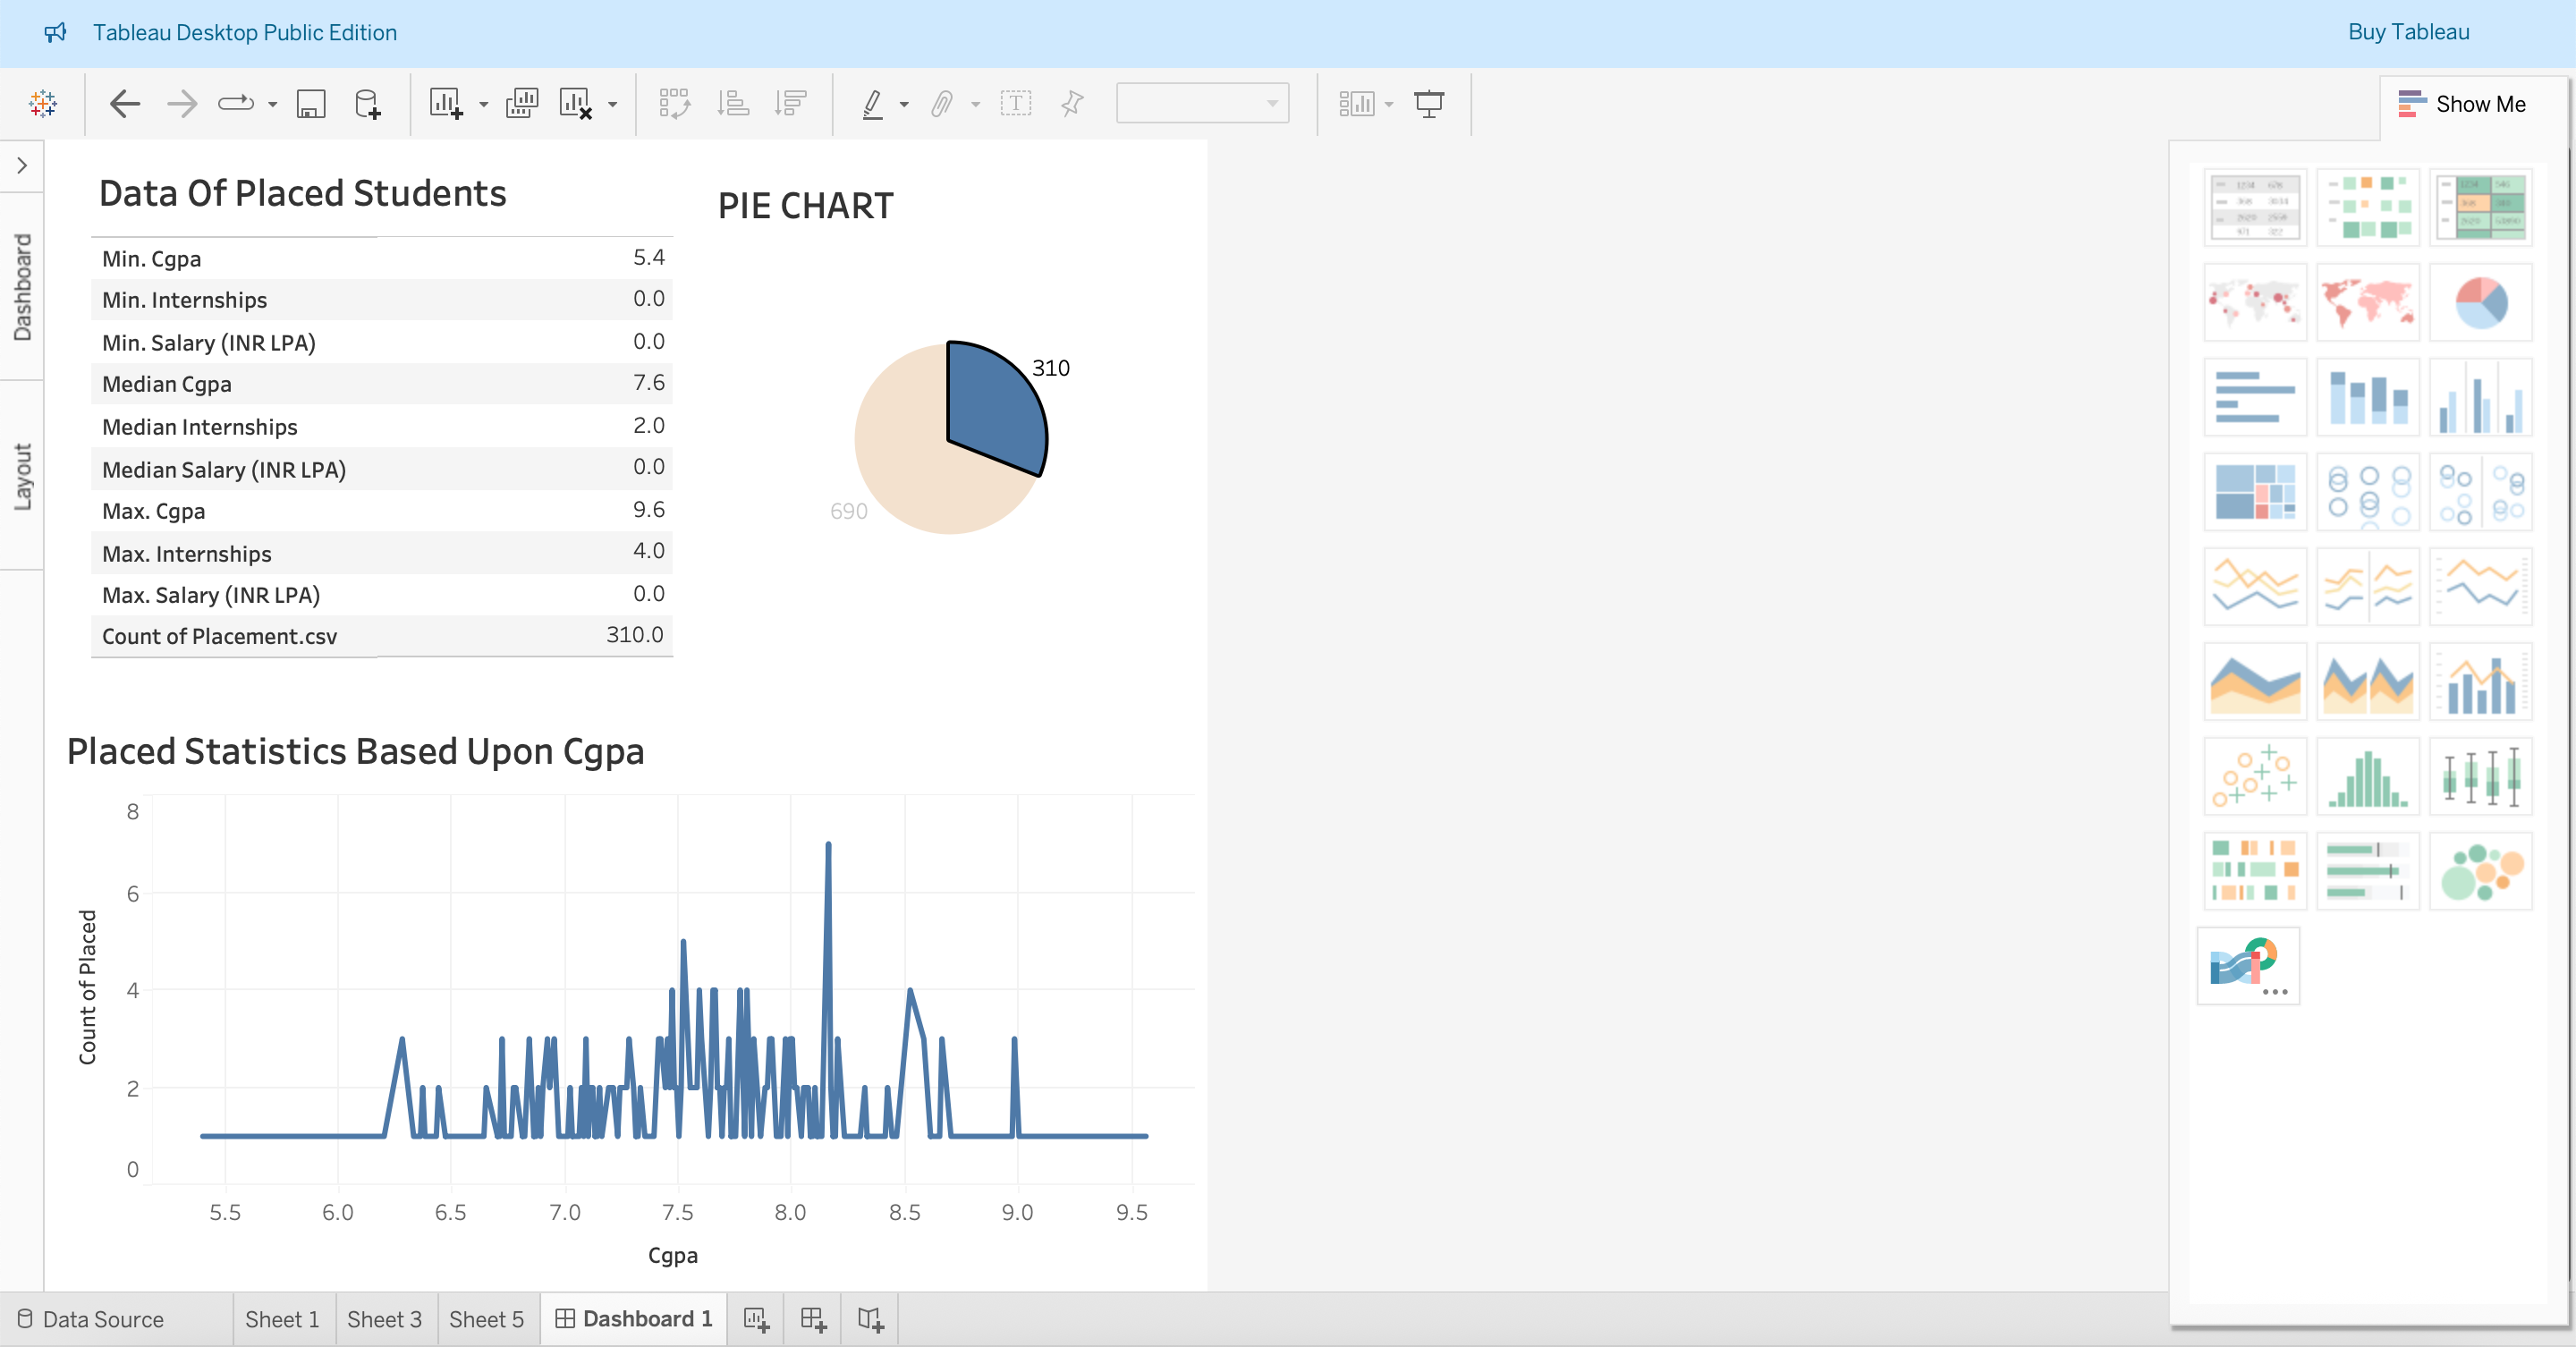 Tableau Desktop Public Edition
Buy Tableau
Show Me
Dashboard
Layout
Data Of Placed Students
Min. Cgpa 5.4
Min. Internships 0.0
Min. Salary (INR LPA) 0.0
Median Cgpa 7.6
Median Internships 2.0
Median Salary (INR LPA) 0.0
Max. Cgpa 9.6
Max. Internships 4.0
Max. Salary (INR LPA) 0.0
Count of Placement.csv 310.0
PIE CHART
310
690
Placed Statistics Based Upon Cgpa
Count of Placed
8
6
4
2
0
5.5 6.0 6.5 7.0 7.5 8.0 8.5 9.0 9.5
Cgpa
Data Source Sheet 1 Sheet 3 Sheet 5 Dashboard 1